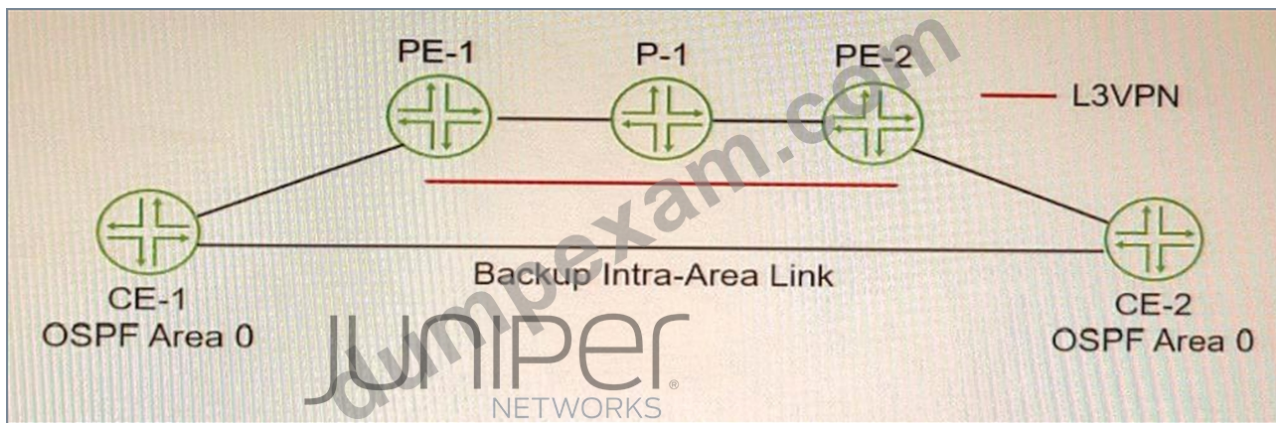 PE-1
P-1
PE-2
L3VPN
Backup Intra-Area Link
CE-1
OSPF Area 0
CE-2
OSPF Area 0
dumpexam.com
JUNIPEr
NETWORKS
®